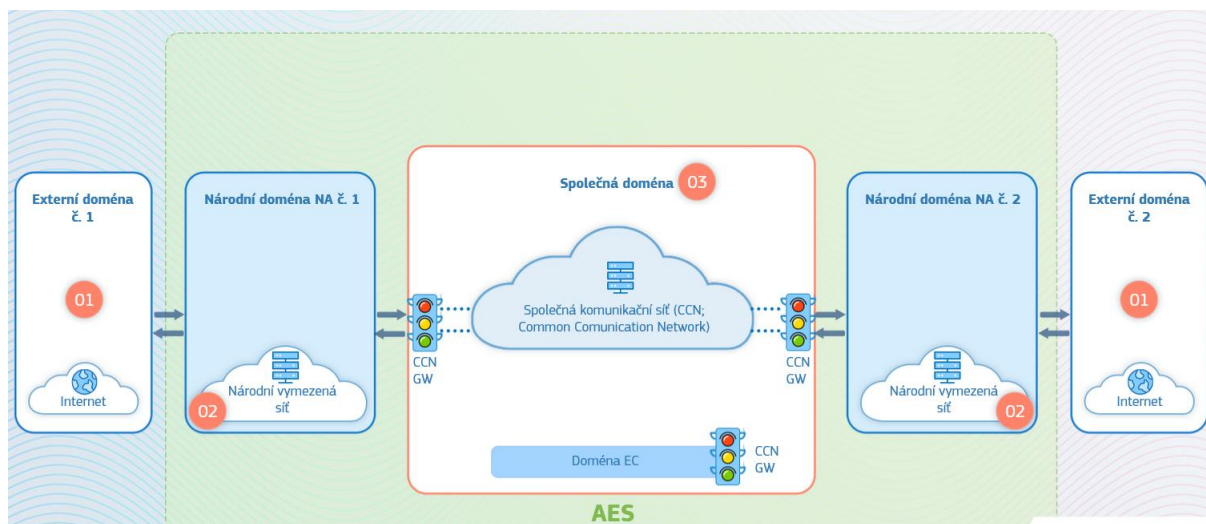 Externí doména
č. 1
01
Internet
Národní doména NA č. 1
Národní vymezená
síť
02
Společná doména
03
Společná komunikační síť (CCN;
Common Comunication Network)
CCN
GW
CCN
GW
Doména EC
CCN
GW
Národní doména NA č. 2
Národní vymezená
síť
02
Externí doména
č. 2
01
Internet
AES